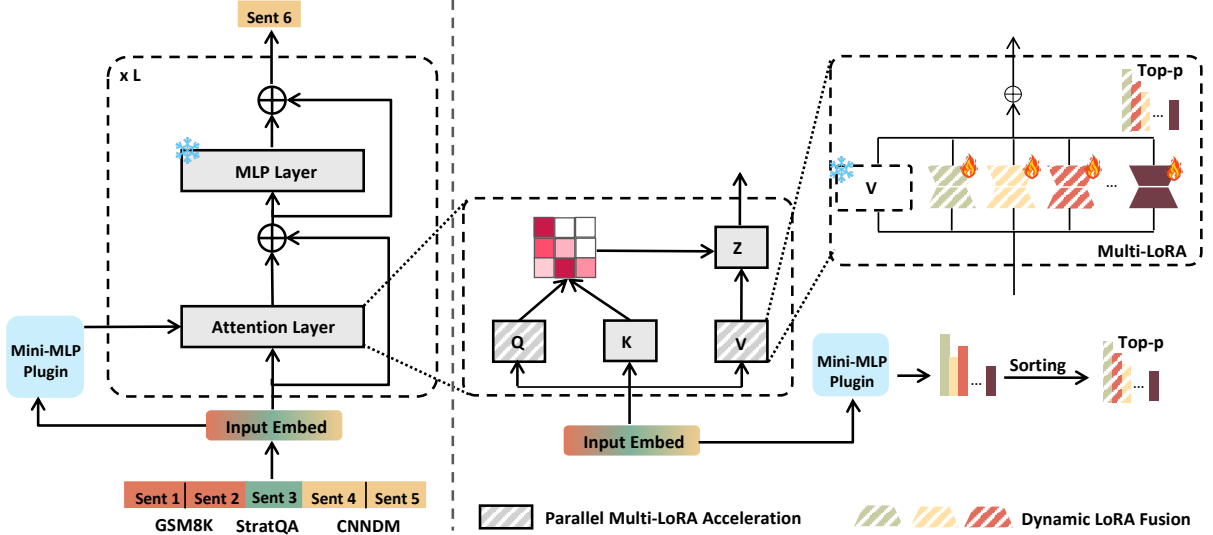 Sent 6
x L
MLP Layer
Attention Layer
Mini-MLP
Plugin
Input Embed
Sent 1
Sent 2
Sent 3
Sent 4
Sent 5
GSM8K
StratQA
CNNDM
Z
Q
K
V
Input Embed
Top-p
...
V
...
Multi-LoRA
Mini-MLP
Plugin
...
Sorting
Top-p
...
Parallel Multi-LoRA Acceleration
Dynamic LoRA Fusion